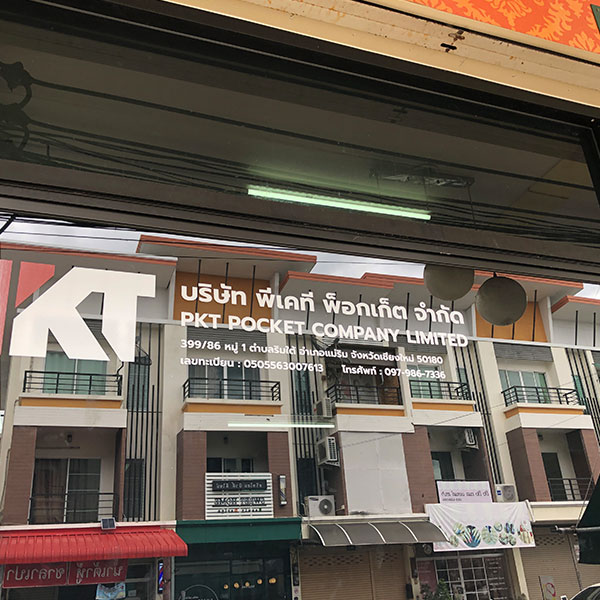 PKT
บริษัท พีเคที พ็อกเก็ต จำกัด
PKT POCKET COMPANY LIMITED
399/86 หมู่ 1 ตำบลริมใต้ อำเภอแม่ริม จังหวัดเชียงใหม่ 50180
เลขทะเบียน : 0505563007613 โทรศัพท์ : 097-986-7336